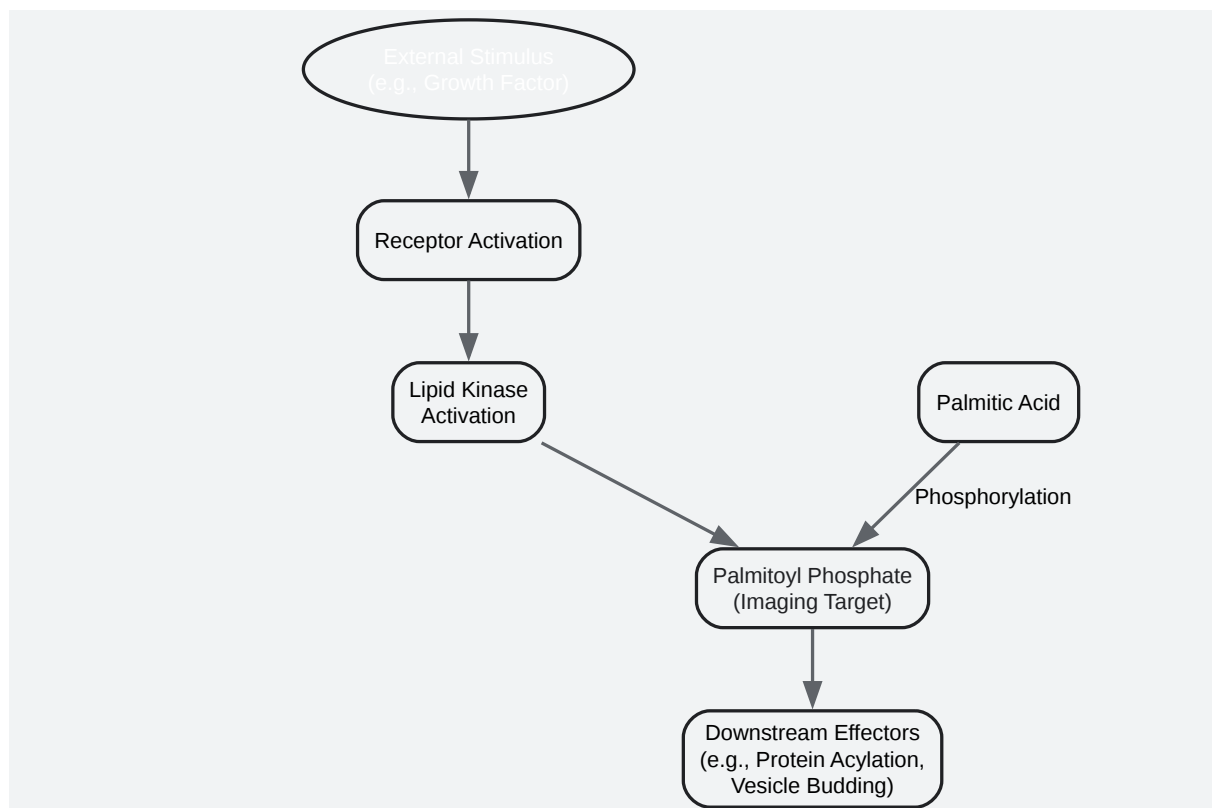 External Stimulus
(e.g., Growth Factor)
Receptor Activation
Lipid Kinase
Activation
Palmitic Acid
Phosphorylation
Palmitoyl Phosphate
(Imaging Target)
Downstream Effectors
(e.g., Protein Acylation,
Vesicle Budding)